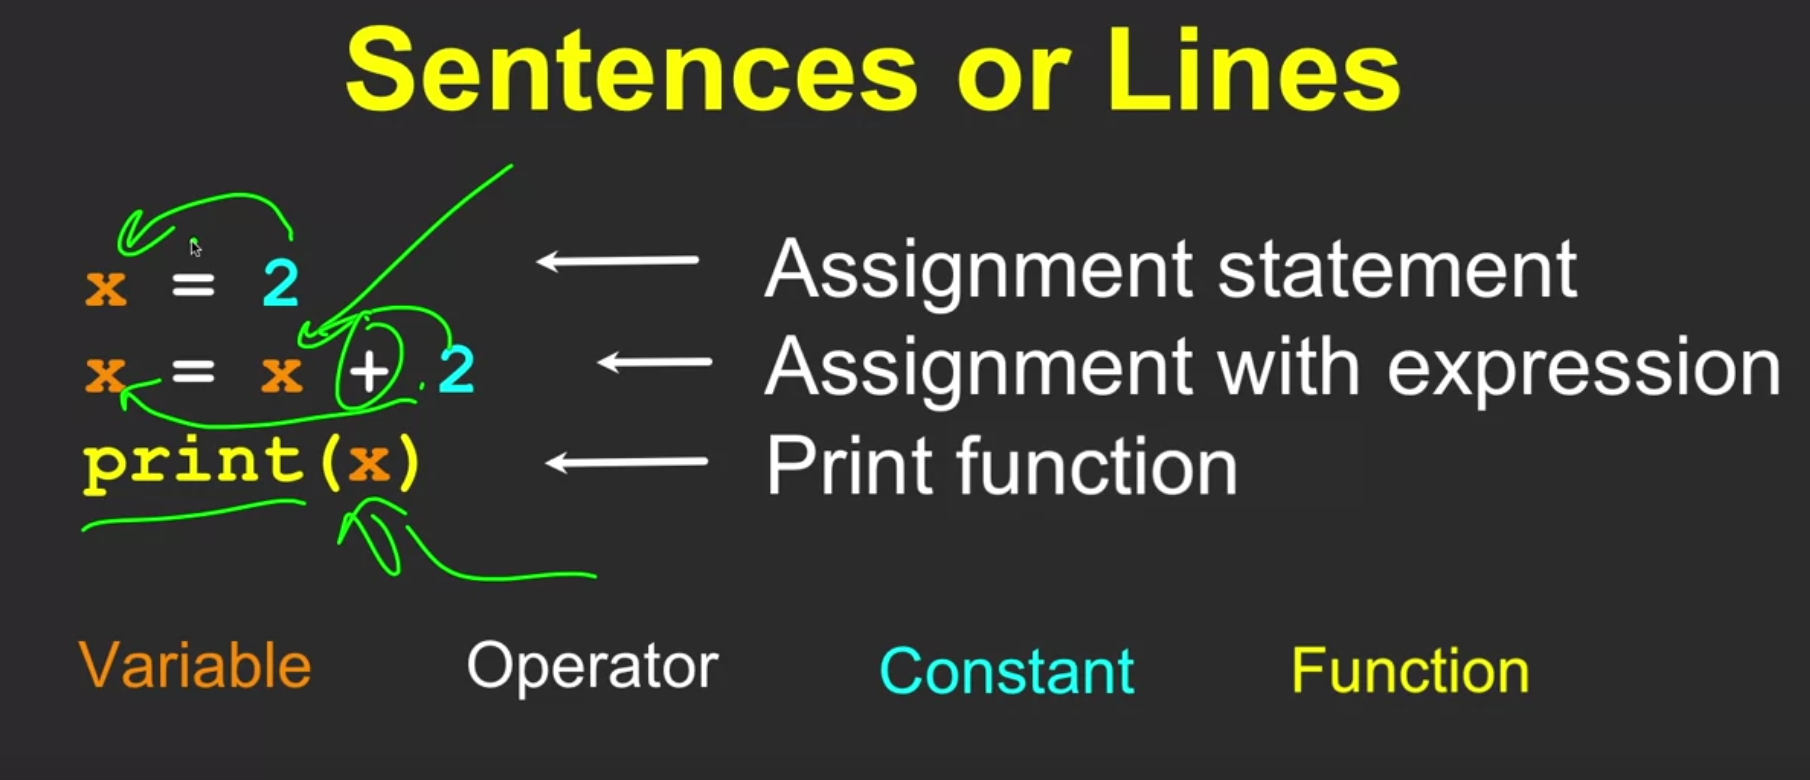 Sentences or Lines
x = 2
Assignment statement
x = x + 2
Assignment with expression
print(x)
Print function
Variable Operator Constant Function